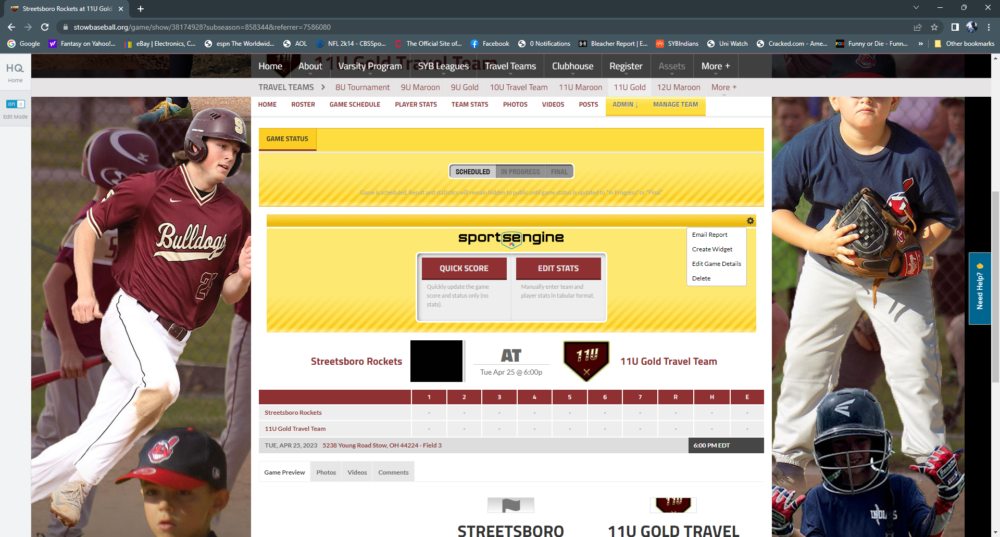 Streetsboro Rockets at 11U Gold
stowbaseball.org/game/show/38174928?subseason=858344&referrer=7586080
Google Fantasy on Yahoo!... eBay | Electronics, C... espn The Worldwid... AOL NFL 2k14 - CBSSpo... The Official Site of... Facebook 0 Notifications Bleacher Report | E... SYBIndians Uni Watch Cracked.com - Ame... Funny or Die - Funn... » Other bookmarks
HQ
Home
on
Edit Mode
11U Gold Travel Team
Home About Varsity Program SYB Leagues Travel Teams Clubhouse Register Assets More +
TRAVEL TEAMS 8U Tournament 9U Maroon 9U Gold 10U Travel Team 11U Maroon 11U Gold 12U Maroon More +
HOME ROSTER GAME SCHEDULE PLAYER STATS TEAM STATS PHOTOS VIDEOS POSTS ADMIN ↓ MANAGE TEAM
GAME STATUS
SCHEDULED IN PROGRESS FINAL
Game is scheduled. Result and statistics will remain hidden to public until game status is updated to "In Progress" or "Final"
sportsengine
Email Report
Create Widget
Edit Game Details
Delete
QUICK SCORE
Quickly update the game
score and status only (no
stats).
EDIT STATS
Manually enter team and
player stats in tabular format.
Need Help?
Streetsboro Rockets
AT
Tue Apr 25 @ 6:00p
11U
11U Gold Travel Team
1 2 3 4 5 6 7 R H E
Streetsboro Rockets - - - - - - - - - -
11U Gold Travel Team - - - - - - - - - -
TUE, APR 25, 2023 5238 Young Road Stow, OH 44224 - Field 3 6:00 PM EDT
Game Preview Photos Videos Comments
11U
STREETSBORO 11U GOLD TRAVEL
S
Bulldogs
Rawlings